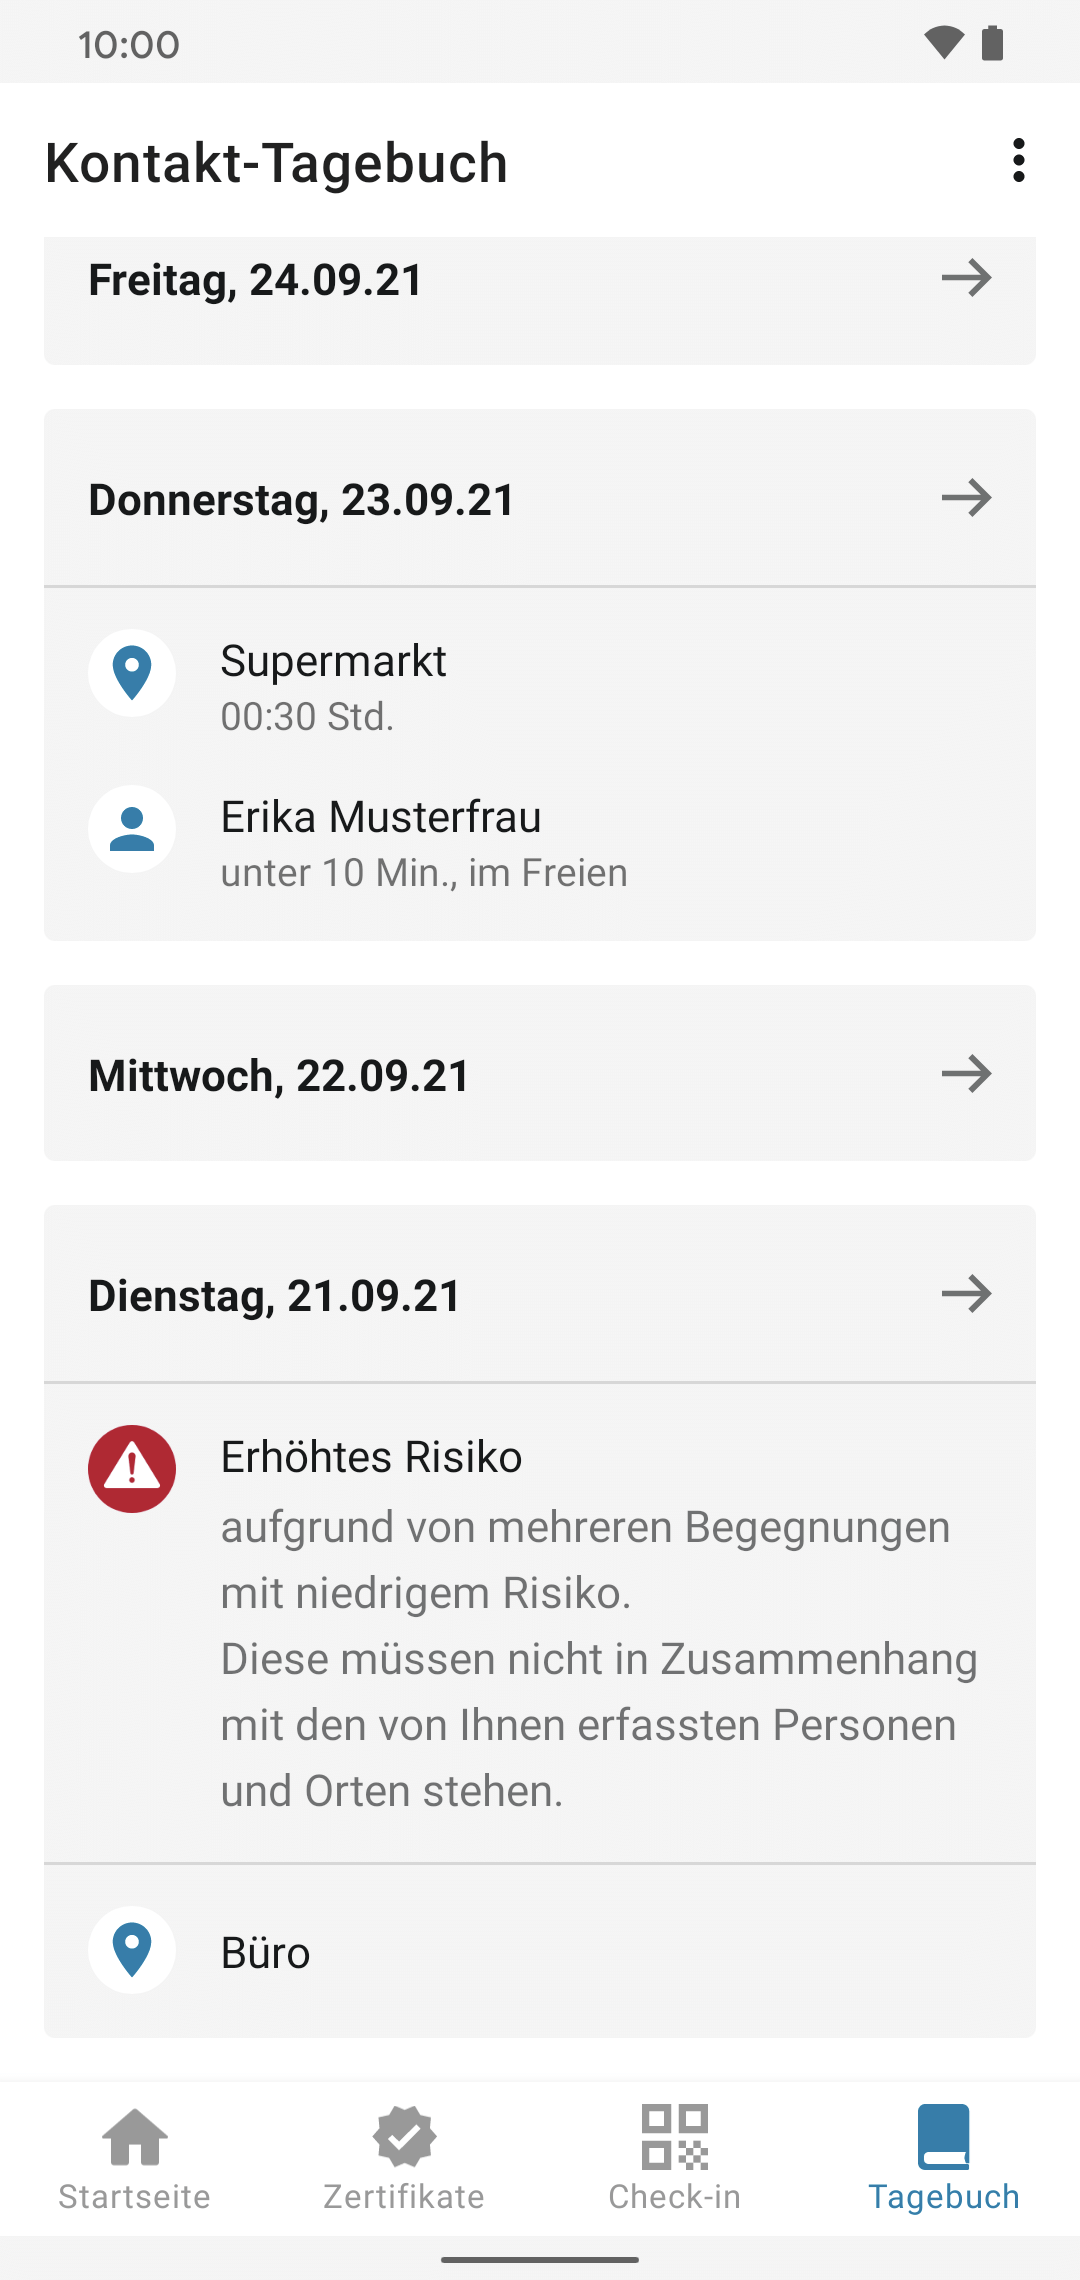 10:00
Kontakt-Tagebuch
Freitag, 24.09.21
Donnerstag, 23.09.21
Supermarkt
00:30 Std.
Erika Musterfrau
unter 10 Min., im Freien
Mittwoch, 22.09.21
Dienstag, 21.09.21
Erhöhtes Risiko
aufgrund von mehreren Begegnungen
mit niedrigem Risiko.
Diese müssen nicht in Zusammenhang
mit den von Ihnen erfassten Personen
und Orten stehen.
Büro
Startseite
Zertifikate
Check-in
Tagebuch